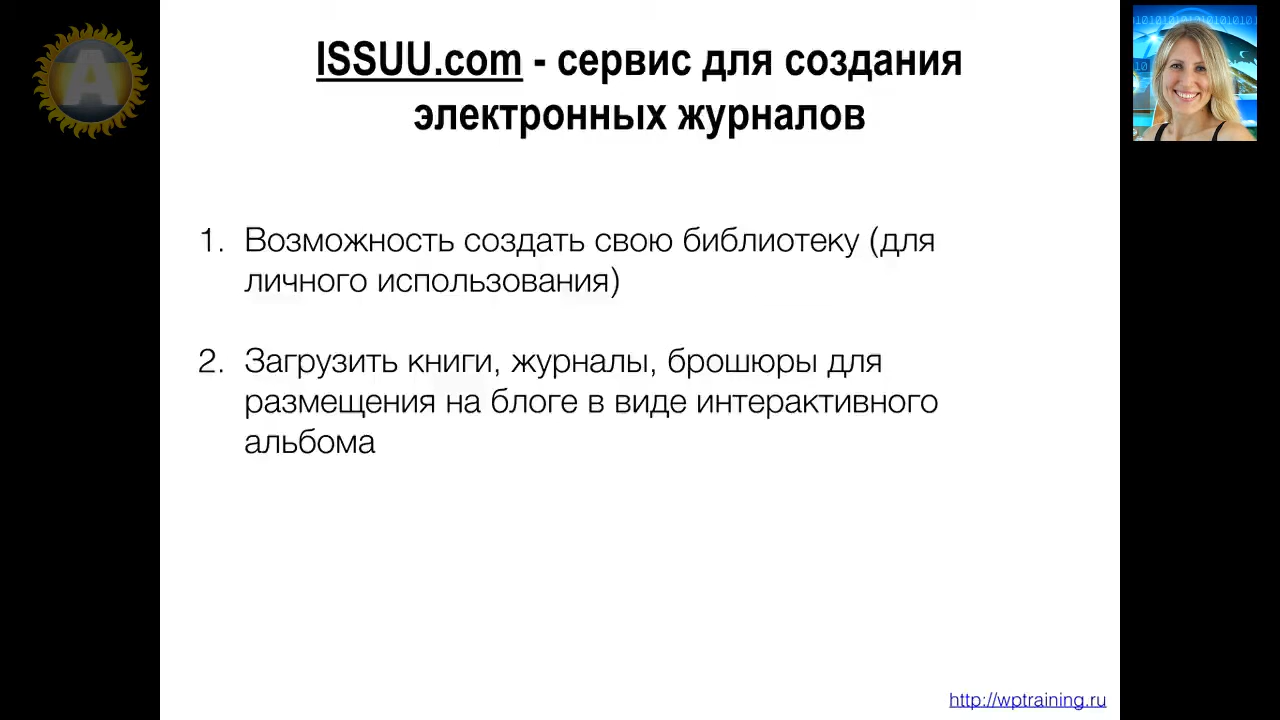 ISSUU.com - сервис для создания
электронных журналов
1. Возможность создать свою библиотеку (для
личного использования)
2. Загрузить книги, журналы, брошюры для
размещения на блоге в виде интерактивного
альбома
http://wptraining.ru
A